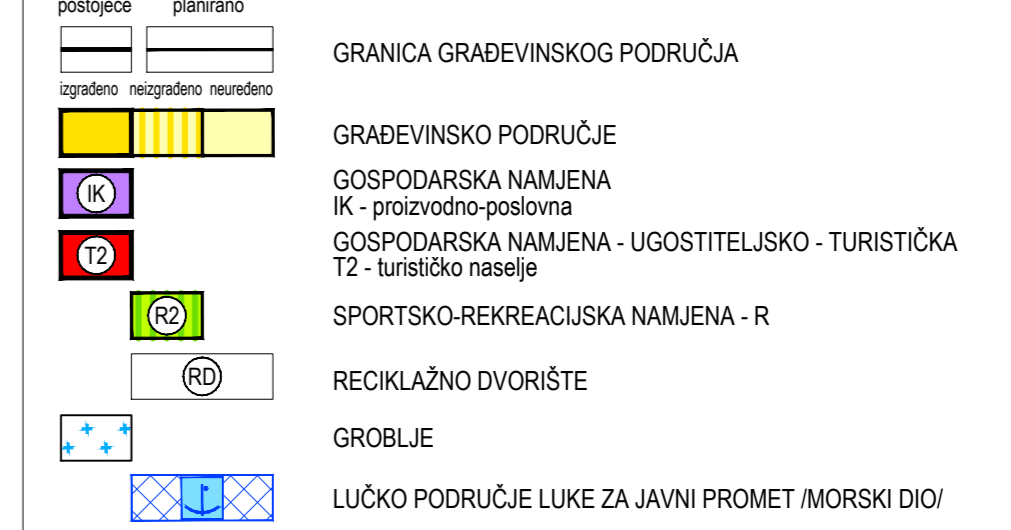 postojeće planirano
GRANICA GRAĐEVINSKOG PODRUČJA
izgrađeno neizgrađeno neuređeno
GRAĐEVINSKO PODRUČJE
IK
GOSPODARSKA NAMJENA
IK - proizvodno-poslovna
T2
GOSPODARSKA NAMJENA - UGOSTITELJSKO - TURISTIČKA
T2 - turističko naselje
R2
SPORTSKO-REKREACIJSKA NAMJENA - R
RD
RECIKLAŽNO DVORIŠTE
GROBLJE
LUČKO PODRUČJE LUKE ZA JAVNI PROMET /MORSKI DIO/